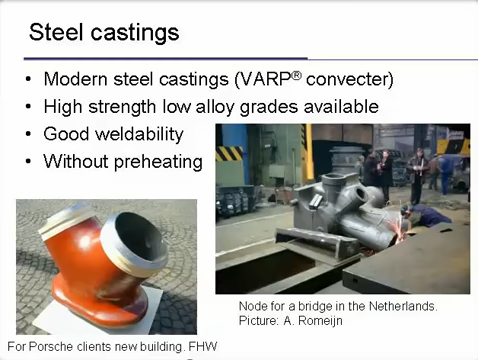 Steel castings
• Modern steel castings (VARP® convecter)
• High strength low alloy grades available
• Good weldability
• Without preheating
Node for a bridge in the Netherlands.
Picture: A. Romeijn
For Porsche clients new building. FHW